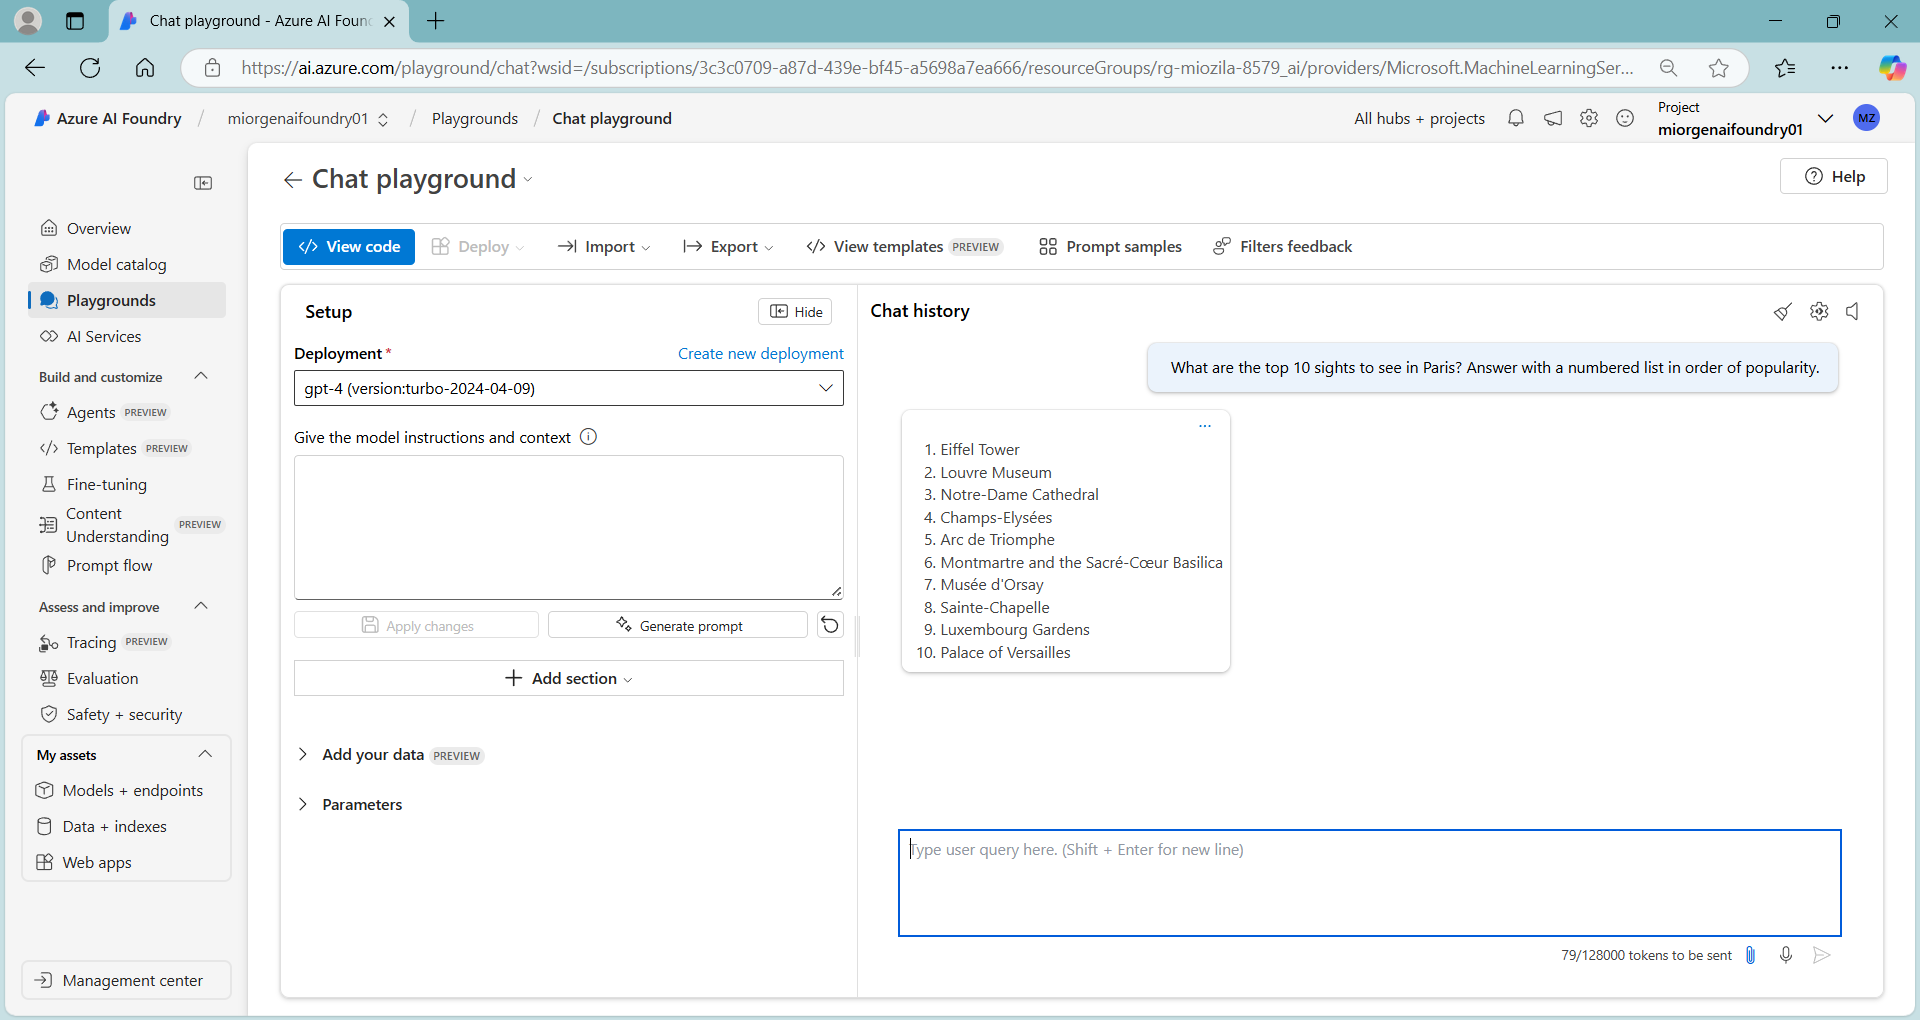 Chat playground - Azure AI Foun
https://ai.azure.com/playground/chat?wsid=/subscriptions/3c3c0709-a87d-439e-bf45-a5698a7ea666/resourceGroups/rg-miozila-8579_ai/providers/Microsoft.MachineLearningSer...
Azure AI Foundry / miorgenaifoundry01 / Playgrounds / Chat playground
All hubs + projects
Project
miorgenaifoundry01
MZ
Chat playground
Help
Overview
Model catalog
Playgrounds
AI Services
Build and customize
Agents PREVIEW
Templates PREVIEW
Fine-tuning
Content
Understanding PREVIEW
Prompt flow
Assess and improve
Tracing PREVIEW
Evaluation
Safety + security
My assets
Models + endpoints
Data + indexes
Web apps
Management center
View code Deploy Import Export View templates PREVIEW Prompt samples Filters feedback
Setup
Hide
Deployment * Create new deployment
gpt-4 (version:turbo-2024-04-09)
Give the model instructions and context
Apply changes Generate prompt
Add section
Add your data PREVIEW
Parameters
Chat history
What are the top 10 sights to see in Paris? Answer with a numbered list in order of popularity.
...
1. Eiffel Tower
2. Louvre Museum
3. Notre-Dame Cathedral
4. Champs-Elysées
5. Arc de Triomphe
6. Montmartre and the Sacré-Cœur Basilica
7. Musée d'Orsay
8. Sainte-Chapelle
9. Luxembourg Gardens
10. Palace of Versailles
Type user query here. (Shift + Enter for new line)
79/128000 tokens to be sent